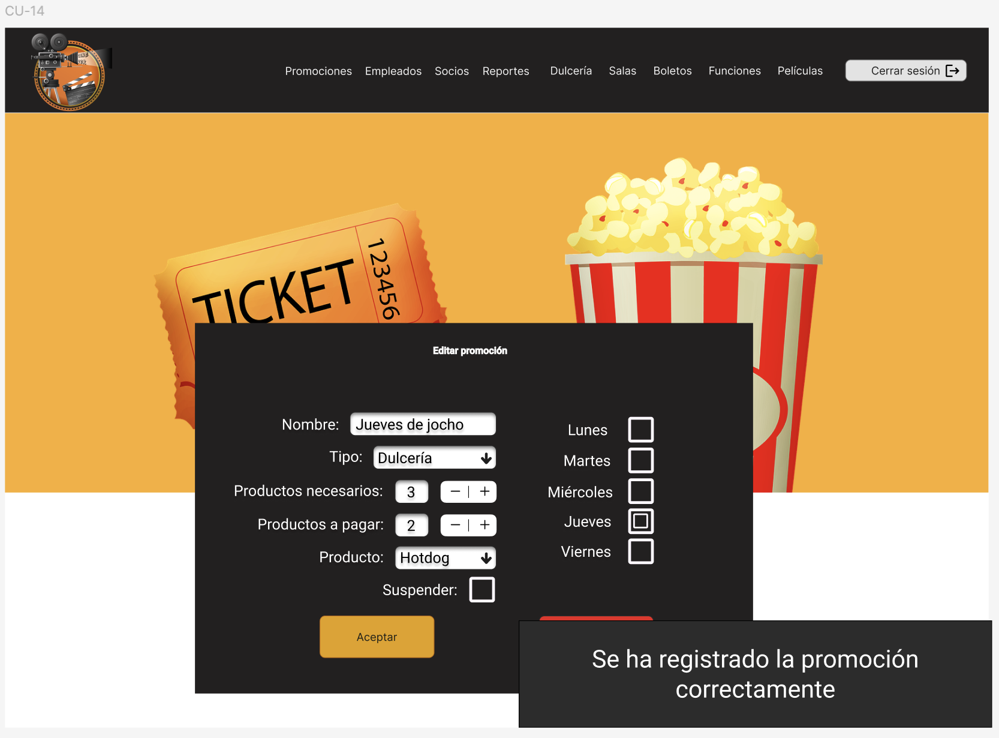 CU-14
Promociones Empleados Socios Reportes Dulcería Salas Boletos Funciones Películas Cerrar sesión
TICKET
123456
Editar promoción
Nombre: Jueves de jocho
Tipo: Dulcería
Productos necesarios: 3 − | +
Productos a pagar: 2 − | +
Producto: Hotdog
Suspender:
Lunes
Martes
Miércoles
Jueves
Viernes
Aceptar
Se ha registrado la promoción
correctamente